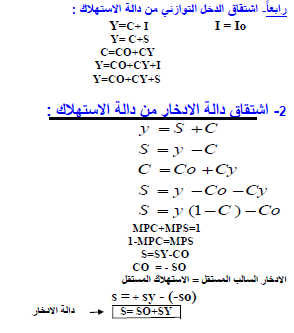 رابعاً- اشتقاق الدخل التوازني من دالة الاستهلاك :
Y=C+ I I = Io
Y= C+S
C=CO+CY
Y=CO+CY+I
Y=CO+CY+S
2- اشتقاق دالة الادخار من دالة الاستهلاك :
y = S + C
S = y - C
C = Co + Cy
S = y - Co - Cy
S = y (1 - C ) - Co
MPC+MPS=1
1-MPC=MPS
S=SY-CO
CO = - SO
الادخار السالب المستقل = الاستهلاك المستقل
s = + sy - (-so)
S= SO+SY → دالة الادخار